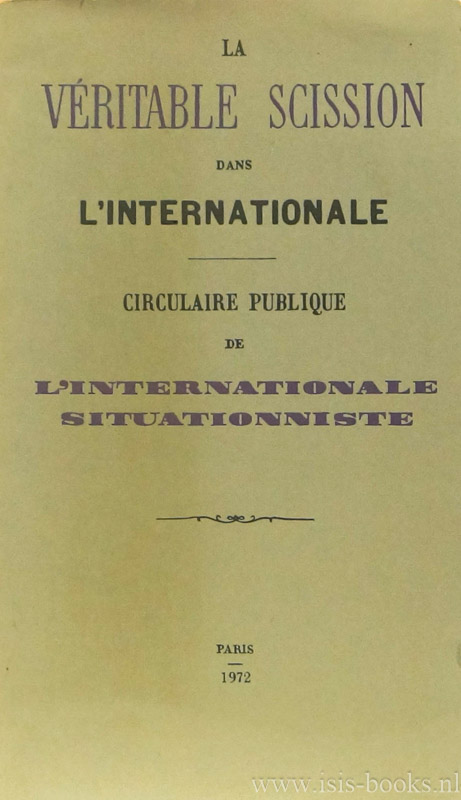 LA
VÉRITABLE SCISSION
DANS
L'INTERNATIONALE
CIRCULAIRE PUBLIQUE
DE
L'INTERNATIONALE
SITUATIONNISTE
PARIS
1972
www.isis-books.nl